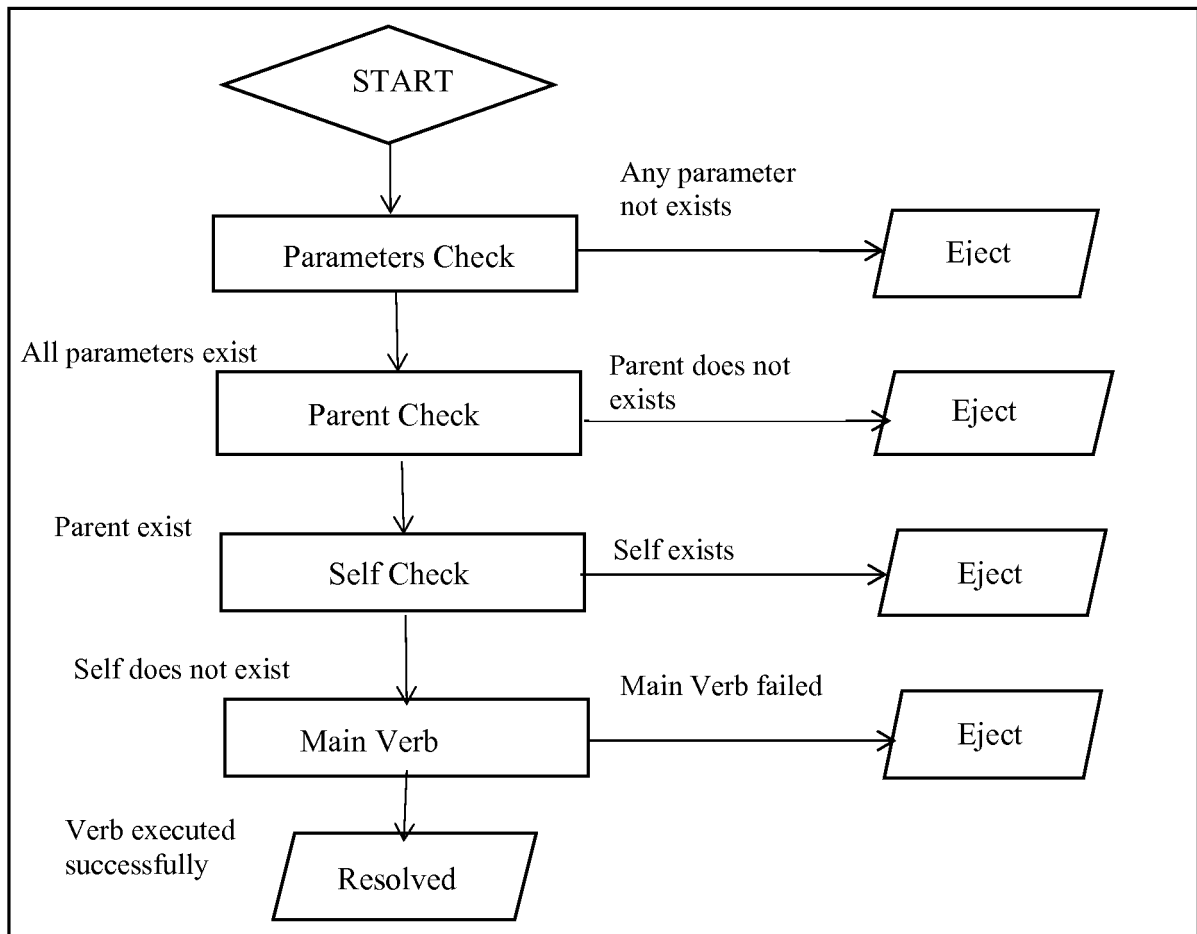 START
Any parameter
not exists
Parameters Check
Eject
All parameters exist
Parent does not
exists
Parent Check
Eject
Parent exist
Self exists
Self Check
Eject
Self does not exist
Main Verb failed
Main Verb
Eject
Verb executed
successfully
Resolved